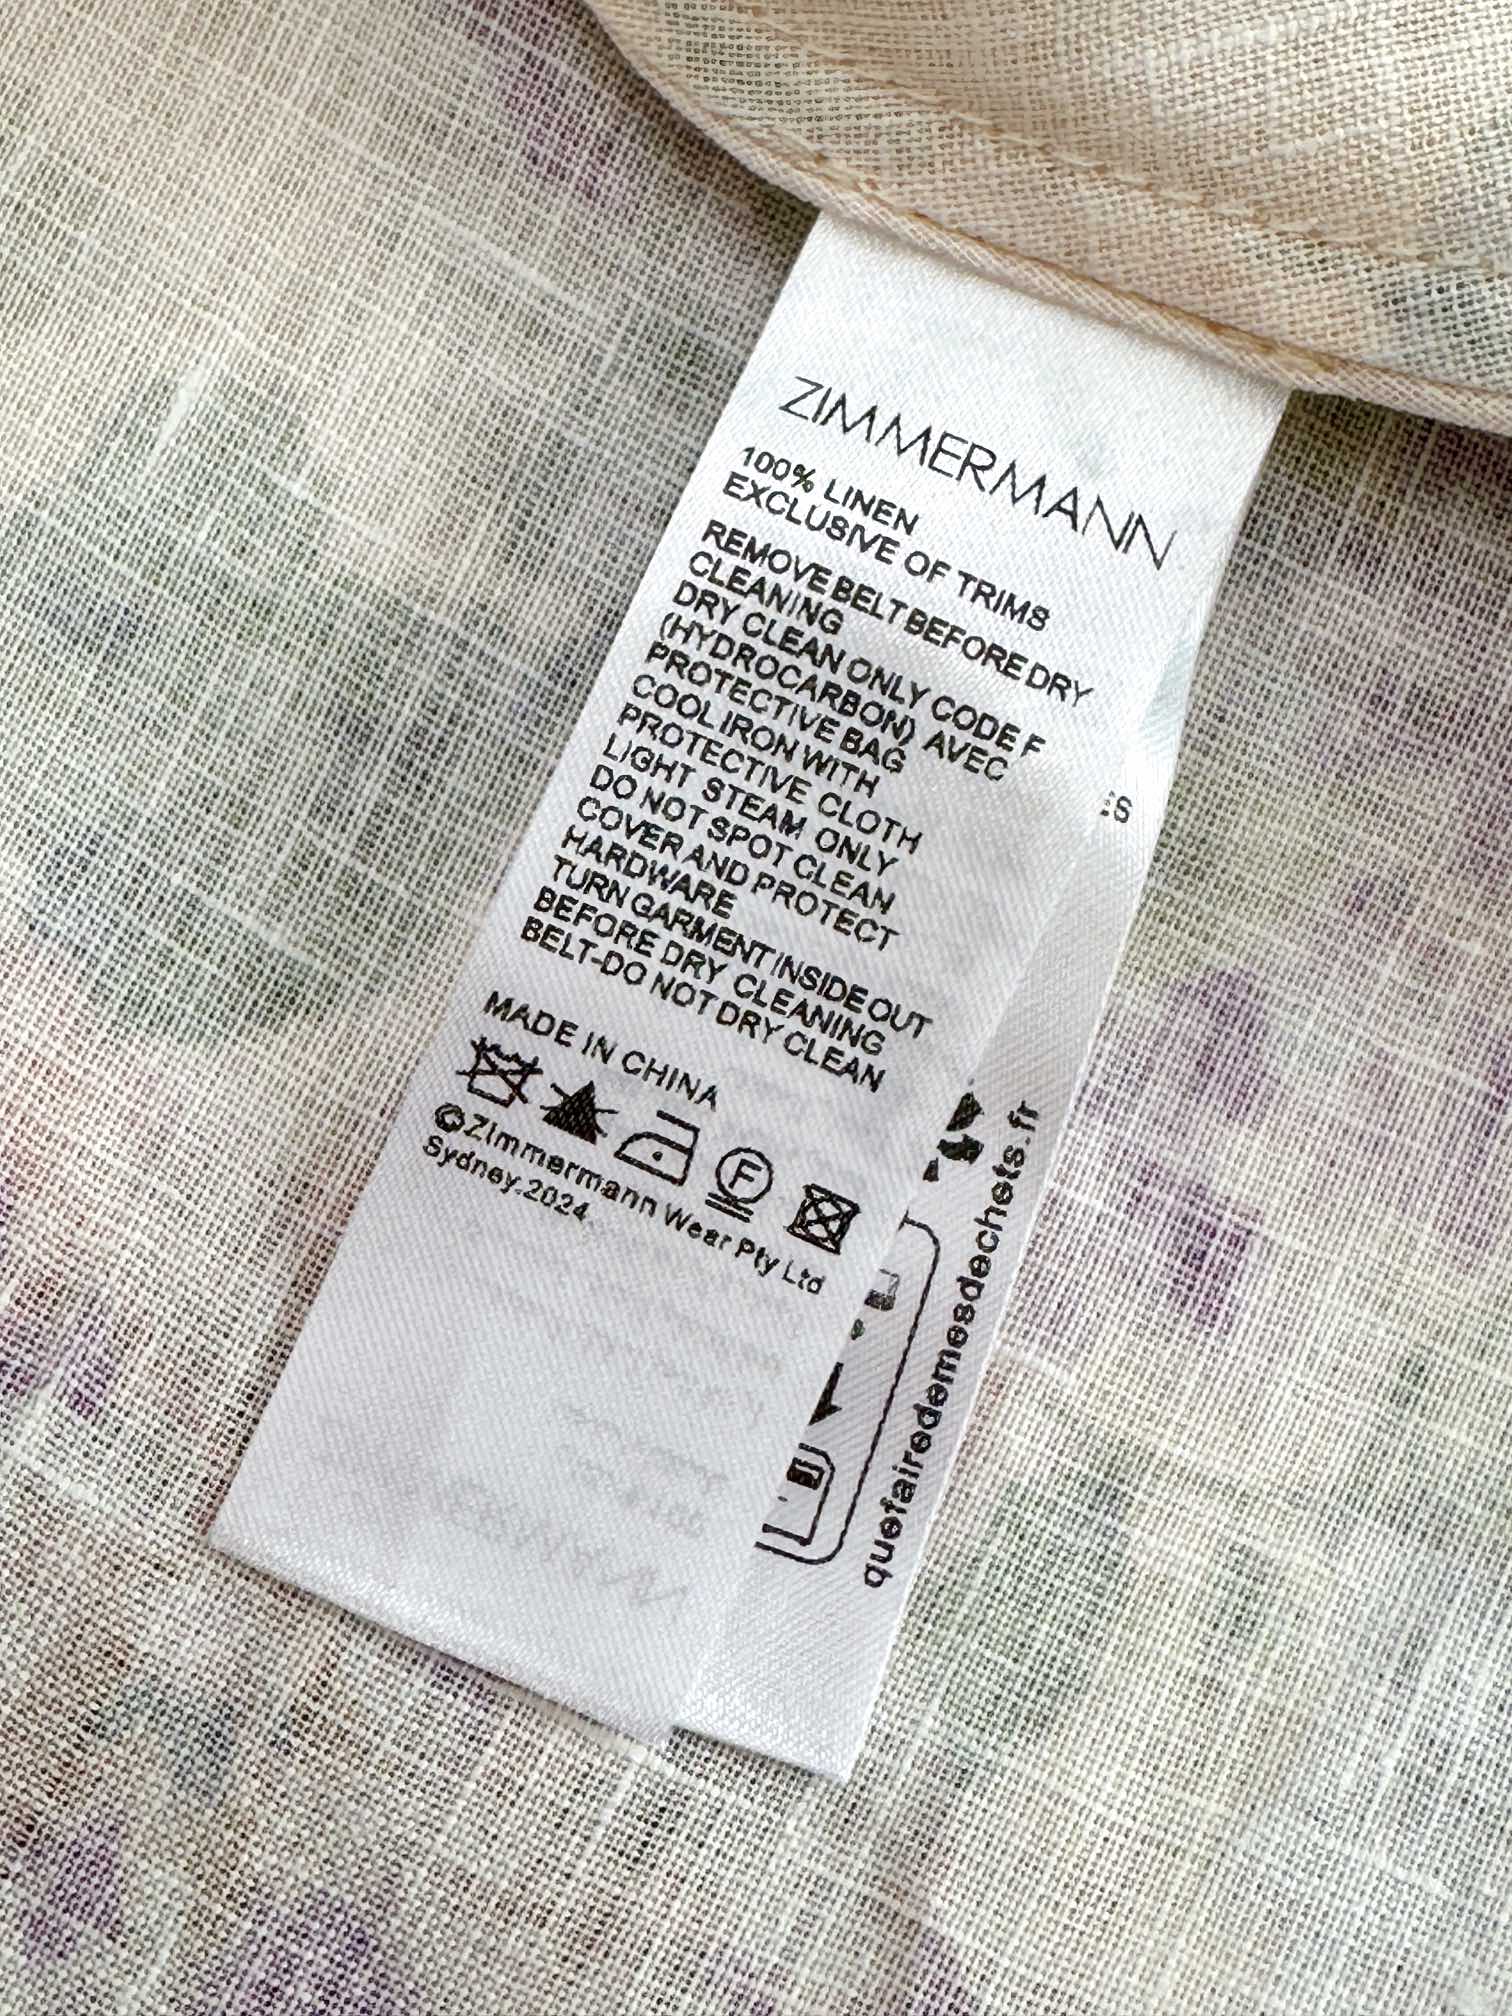 ZIMMERMANN
100% LINEN
EXCLUSIVE OF TRIMS
REMOVE BELT BEFORE DRY
CLEANING
DRY CLEAN ONLY CODE F
(HYDROCARBON) AVEC
PROTECTIVE BAG
COOL IRON WITH
PROTECTIVE CLOTH
LIGHT STEAM ONLY
DO NOT SPOT CLEAN
COVER AND PROTECT
HARDWARE
TURN GARMENT INSIDE OUT
BEFORE DRY CLEANING
BELT-DO NOT DRY CLEAN
MADE IN CHINA
F
©Zimmermann Wear Pty Ltd
Sydney.2024.
quefairedemesdechets.fr